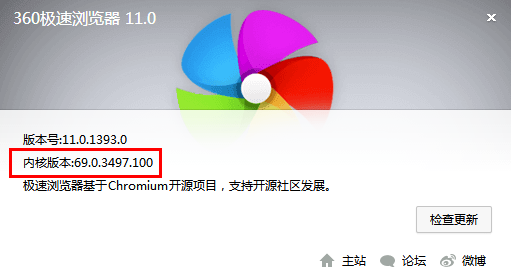 360极速浏览器 11.0
版本号:11.0.1393.0
内核版本:69.0.3497.100
极速浏览器基于Chromium开源项目，支持开源社区发展。
检查更新
主站 论坛 微博